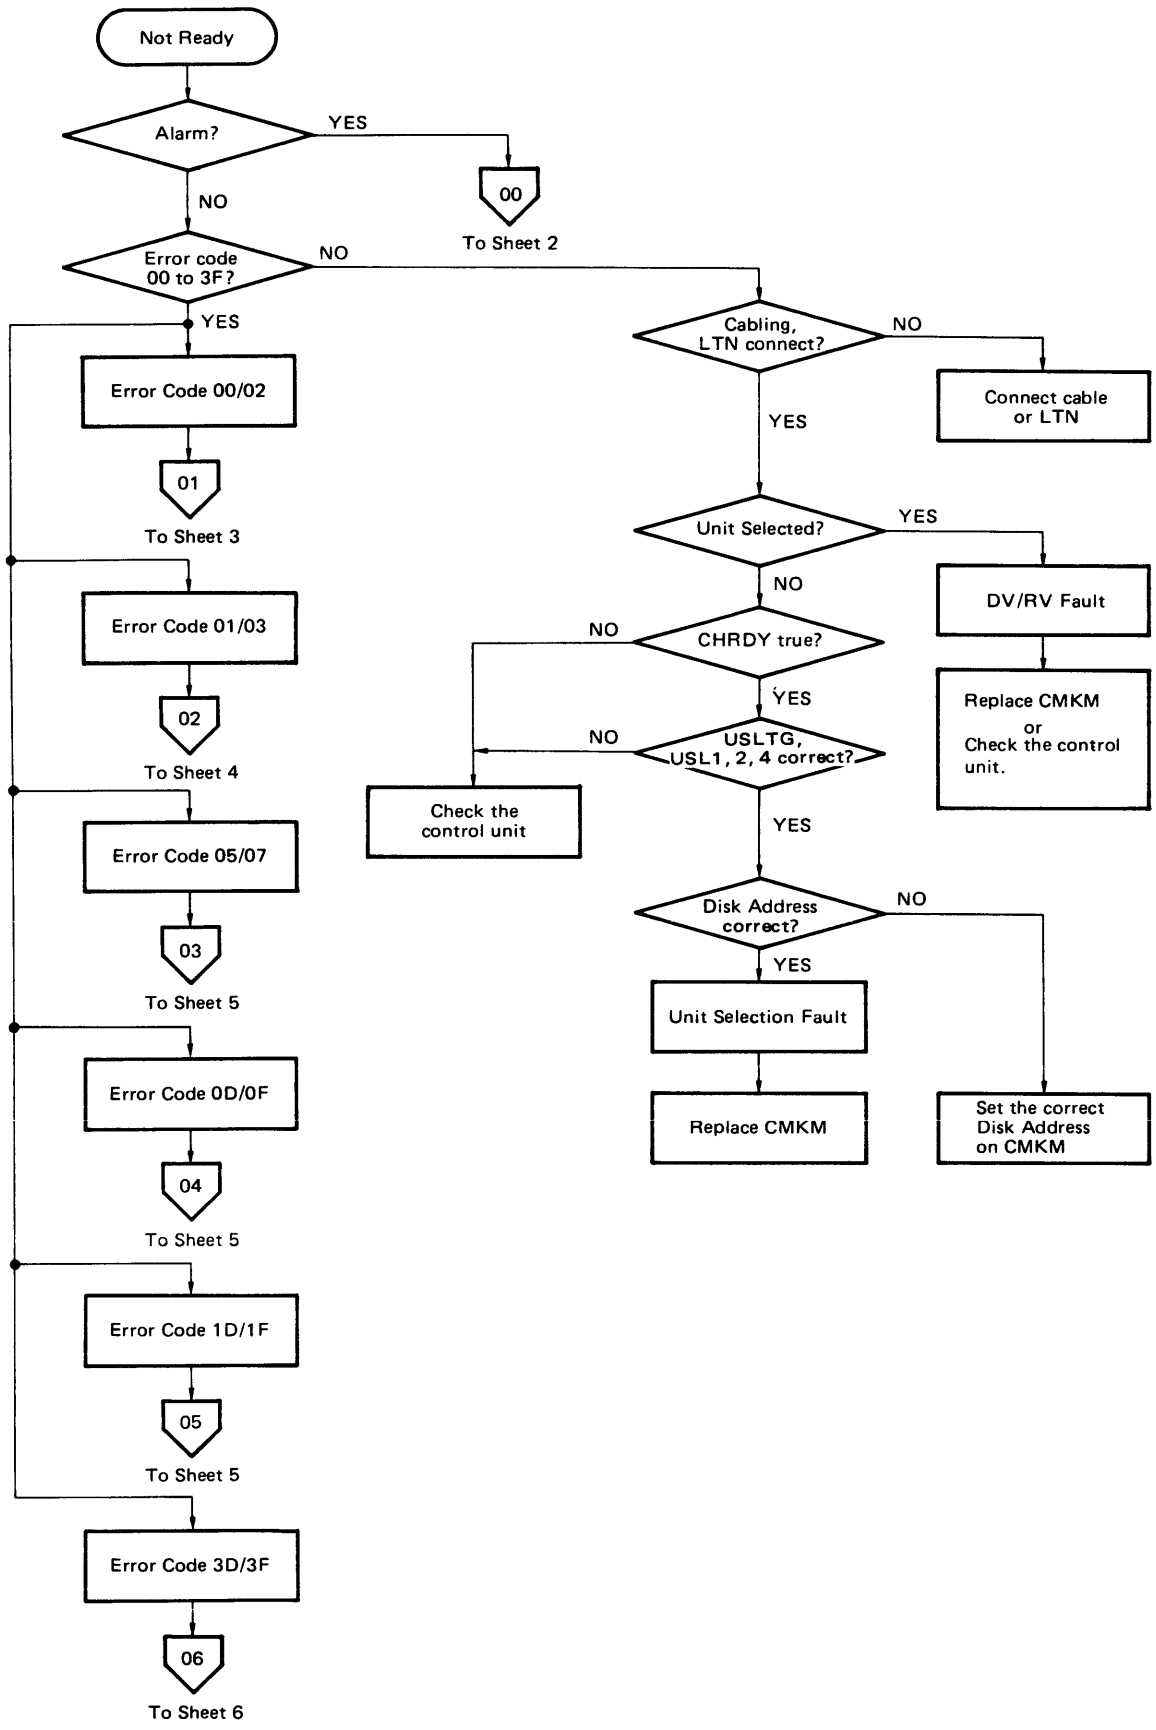 Not Ready
Alarm?
YES
00
To Sheet 2
NO
Error code
00 to 3F?
NO
YES
Error Code 00/02
01
To Sheet 3
Error Code 01/03
02
To Sheet 4
Error Code 05/07
03
To Sheet 5
Error Code 0D/0F
04
To Sheet 5
Error Code 1D/1F
05
To Sheet 5
Error Code 3D/3F
06
To Sheet 6
Cabling,
LTN connect?
NO
Connect cable
or LTN
YES
Unit Selected?
YES
DV/RV Fault
Replace CMKM
or
Check the control
unit.
NO
CHRDY true?
NO
YES
USLTG,
USL1, 2, 4 correct?
NO
Check the
control unit
YES
Disk Address
correct?
NO
YES
Unit Selection Fault
Replace CMKM
Set the correct
Disk Address
on CMKM